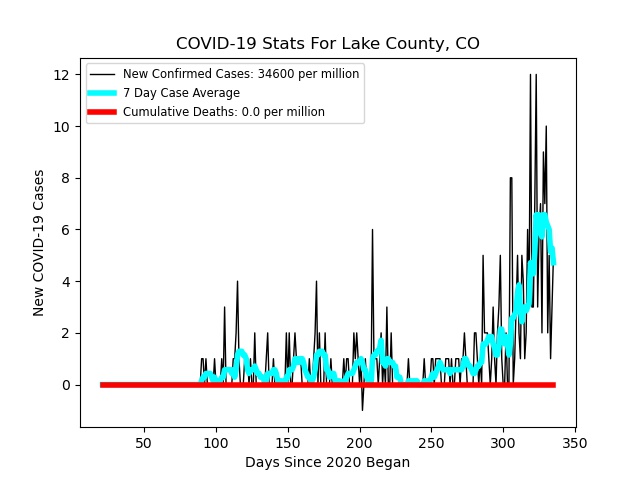 COVID-19 Stats For Lake County, CO
New Confirmed Cases: 34600 per million
7 Day Case Average
Cumulative Deaths: 0.0 per million
New COVID-19 Cases
12
10
8
6
4
2
0
50
100
150
200
250
300
350
Days Since 2020 Began